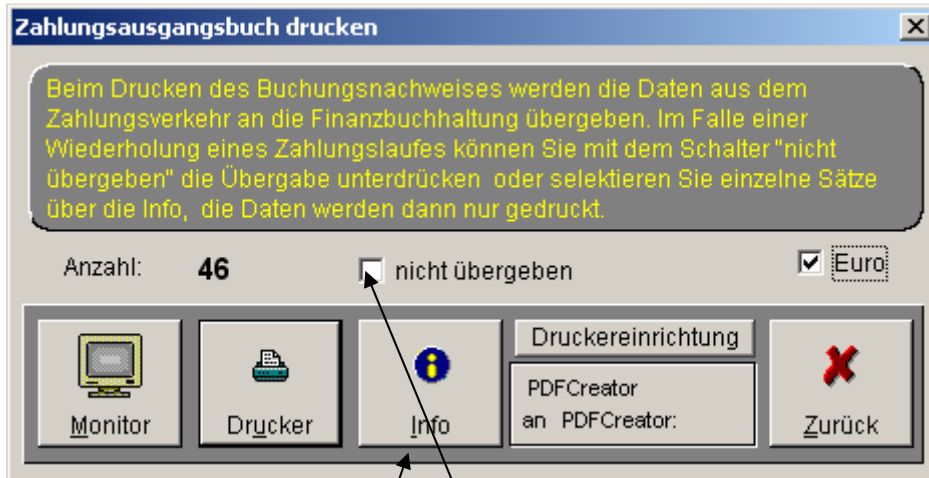 Zahlungsausgangsbuch drucken
Beim Drucken des Buchungsnachweises werden die Daten aus dem
Zahlungsverkehr an die Finanzbuchhaltung übergeben. Im Falle einer
Wiederholung eines Zahlungslaufes können Sie mit dem Schalter "nicht
übergeben" die Übergabe unterdrücken oder selektieren Sie einzelne Sätze
über die Info, die Daten werden dann nur gedruckt.
Anzahl: 46 nicht übergeben Euro
Druckereinrichtung
PDFCreator
an PDFCreator:
Monitor Drucker Info Zurück